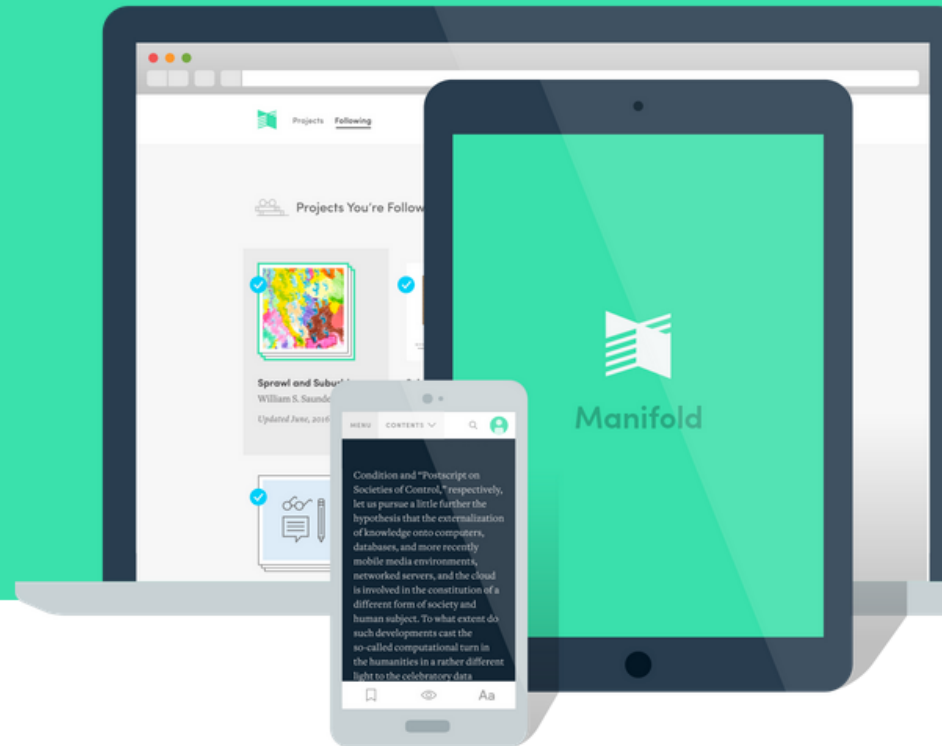 Projects Following
Projects You're Follow
Sprawl and Subur
William S. Saunde
Updated June, 2016
Manifold
MENU CONTENTS
Condition and “Postscript on
Societies of Control,” respectively,
let us pursue a little further the
hypothesis that the externalization
of knowledge onto computers,
databases, and more recently
mobile media environments,
networked servers, and the cloud
is involved in the constitution of a
different form of society and
human subject. To what extent do
such developments cast the
so-called computational turn in
the humanities in a rather different
light to the celebratory data
Aa